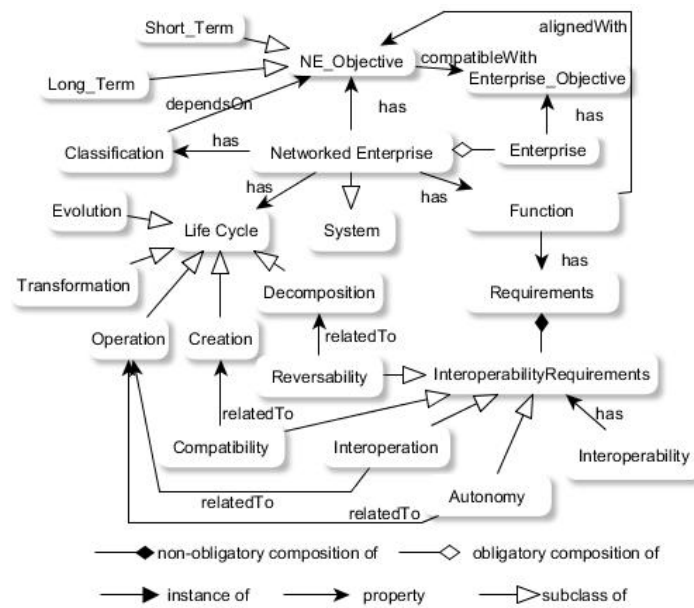 Short_Term
alignedWith
NE_Objective
compatibleWith
Enterprise_Objective
Long_Term
dependsOn
has
has
has
Classification
Networked Enterprise
Enterprise
has
has
Evolution
Function
Life Cycle
System
has
Transformation
Decomposition
Requirements
Operation
Creation
relatedTo
Reversability
InteroperabilityRequirements
relatedTo
has
Compatibility
Interoperation
Interoperability
relatedTo
Autonomy
relatedTo
non-obligatory composition of
obligatory composition of
instance of
property
subclass of